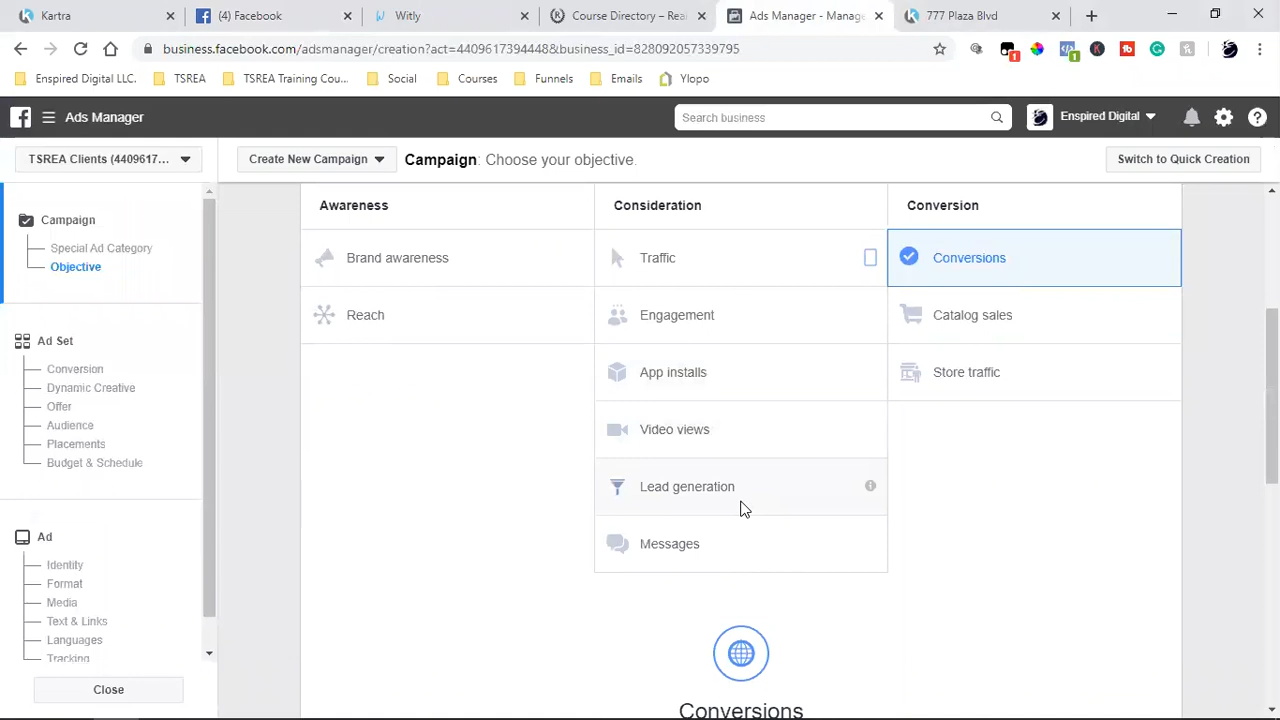 Kartra
(4) Facebook
Witly
Course Directory – Rea
Ads Manager - Manage
777 Plaza Blvd
business.facebook.com/adsmanager/creation?act=4409617394448&business_id=828092057339795
1
1
Enspired Digital LLC.
TSREA
TSREA Training Cou...
Social
Courses
Funnels
Emails
Ylopo
Ads Manager
Search business
Enspired Digital
TSREA Clients (4409617...
Create New Campaign
Campaign: Choose your objective.
Switch to Quick Creation
Campaign
Special Ad Category
Objective
Ad Set
Conversion
Dynamic Creative
Offer
Audience
Placements
Budget & Schedule
Ad
Identity
Format
Media
Text & Links
Languages
Tracking
Close
Awareness
Brand awareness
Reach
Consideration
Traffic
Engagement
App installs
Video views
Lead generation
Messages
Conversion
Conversions
Catalog sales
Store traffic
Conversions